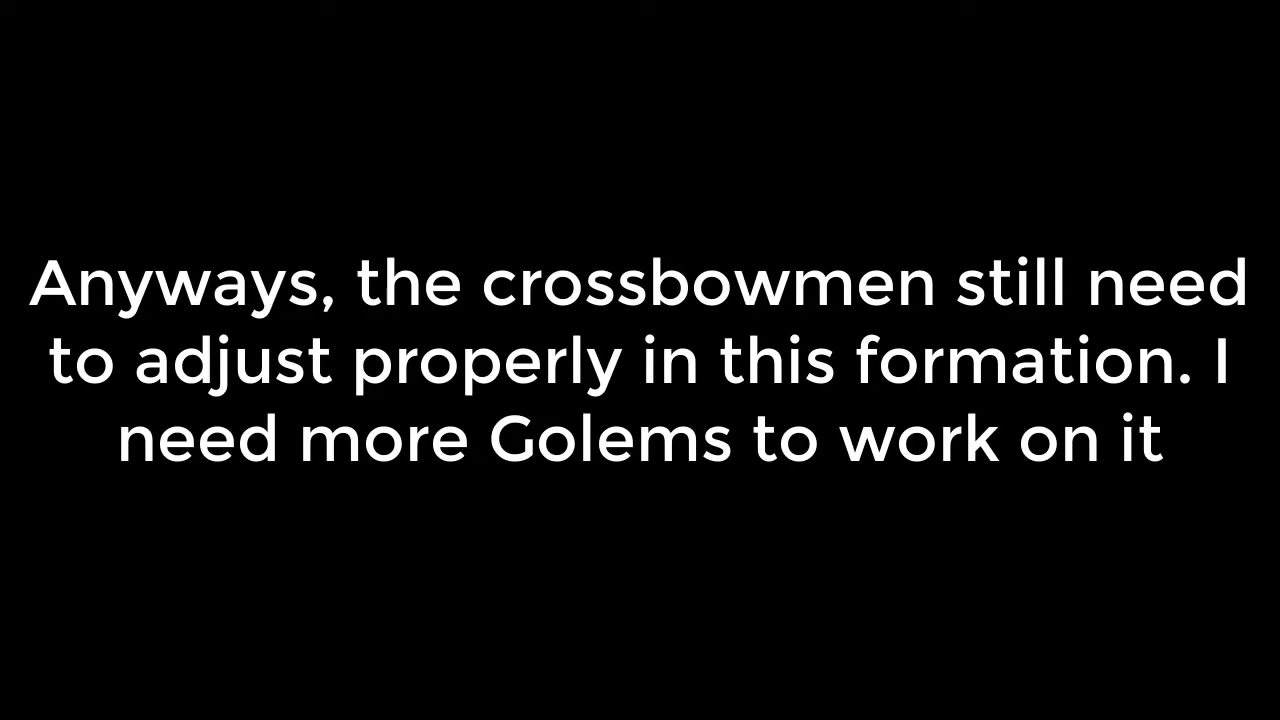 Anyways, the crossbowmen still need
to adjust properly in this formation. I
need more Golems to work on it